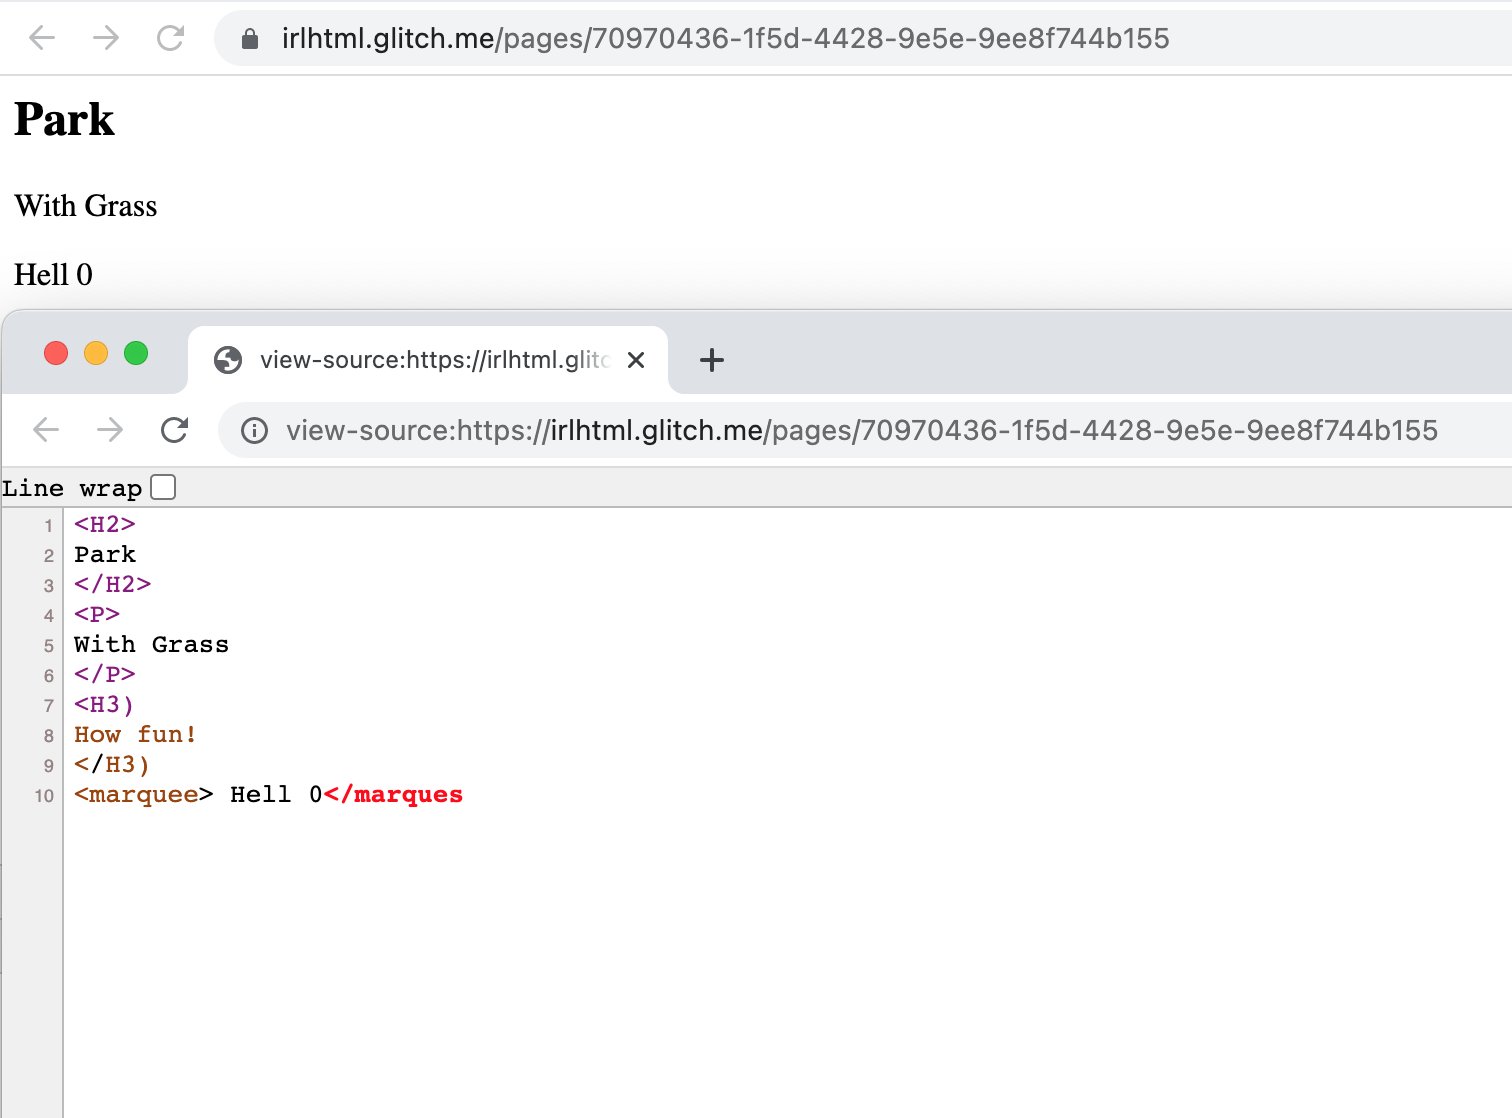 irlhtml.glitch.me/pages/70970436-1f5d-4428-9e5e-9ee8f744b155
Park
With Grass
Hell 0
view-source:https://irlhtml.glitc
view-source:https://irlhtml.glitch.me/pages/70970436-1f5d-4428-9e5e-9ee8f744b155
Line wrap
1 <H2>
2 Park
3 </H2>
4 <P>
5 With Grass
6 </P>
7 <H3)
8 How fun!
9 </H3)
10 <marquee> Hell 0</marques